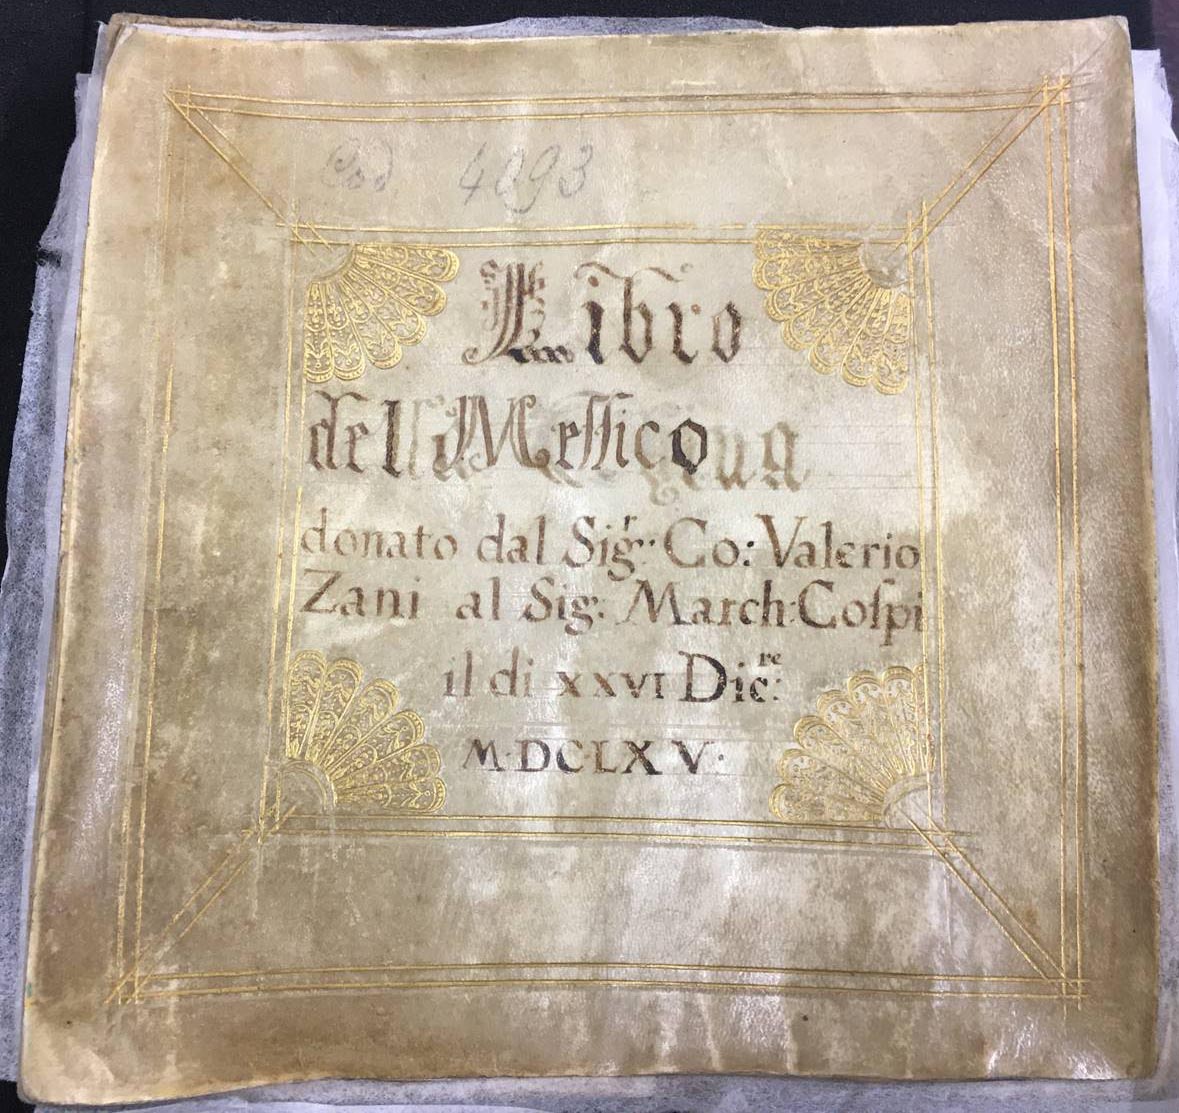 Cod. 4093
Libro
del Messico
donato dal Sig.r Co: Valerio
Zani al Sig: March: Cospi
il di XXVI Dic.re:
M·DCLXV·